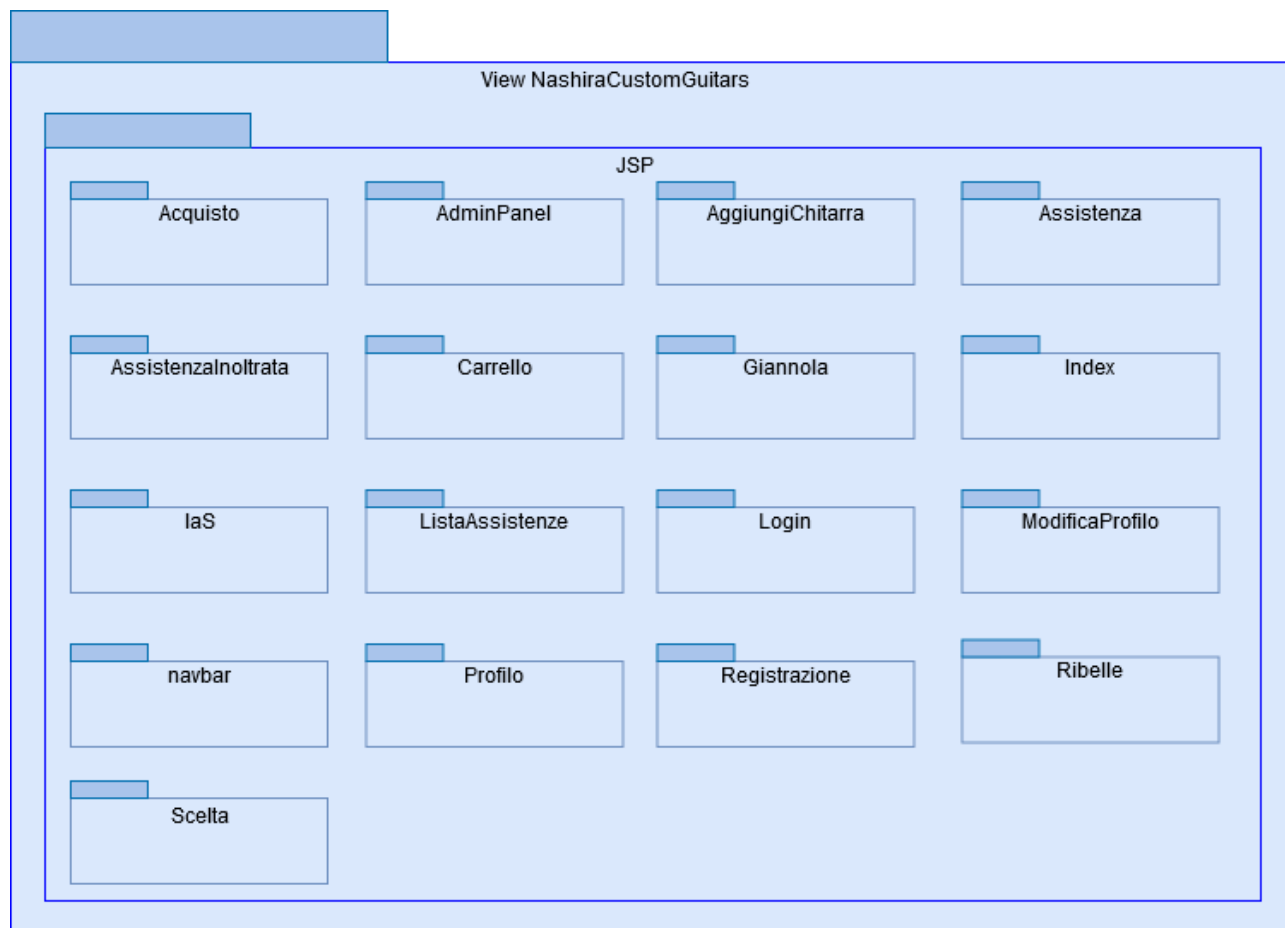 View NashiraCustomGuitars
JSP
Acquisto
AdminPanel
AggiungiChitarra
Assistenza
AssistenzaInoltrata
Carrello
Giannola
Index
IaS
ListaAssistenze
Login
ModificaProfilo
navbar
Profilo
Registrazione
Ribelle
Scelta